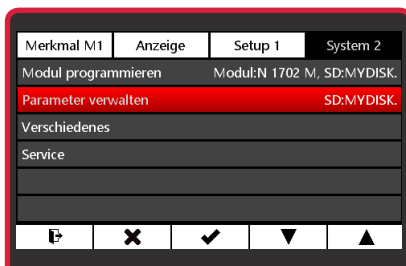 Merkmal M1 Anzeige Setup 1 System 2
Modul programmieren Modul:N 1702 M, SD:MYDISK.
Parameter verwalten SD:MYDISK.
Verschiedenes
Service